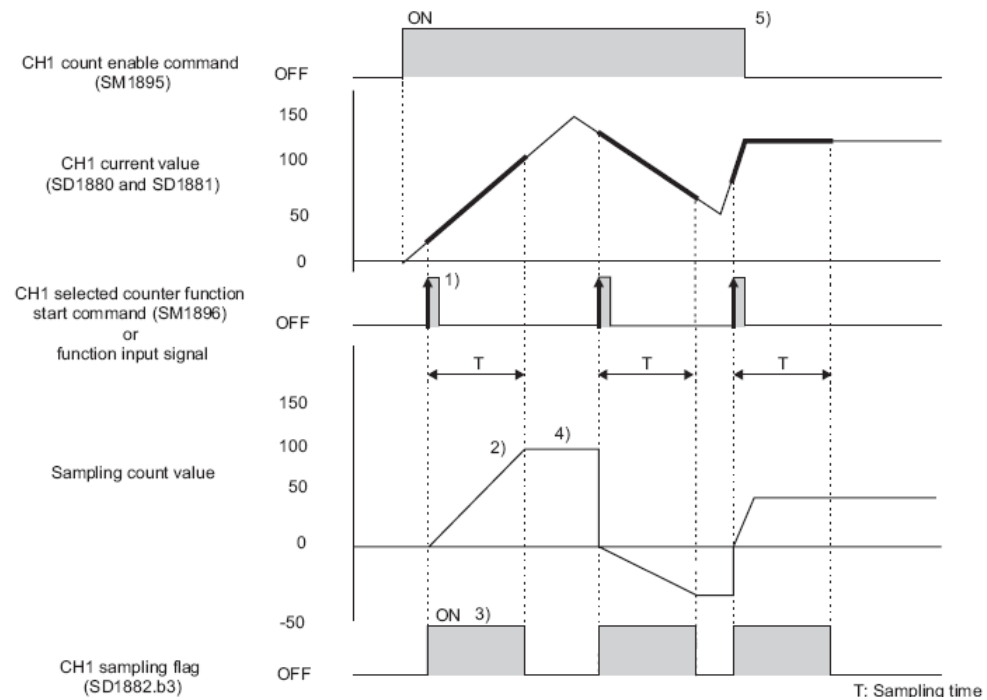 ON
5)
CH1 count enable command
(SM1895)
OFF
150
CH1 current value
(SD1880 and SD1881)
100
50
0
CH1 selected counter function
start command (SM1896)
or
function input signal
1)
OFF
T
T
T
150
100
2)
4)
Sampling count value
50
0
-50
ON 3)
CH1 sampling flag
(SD1882.b3)
OFF
T: Sampling time